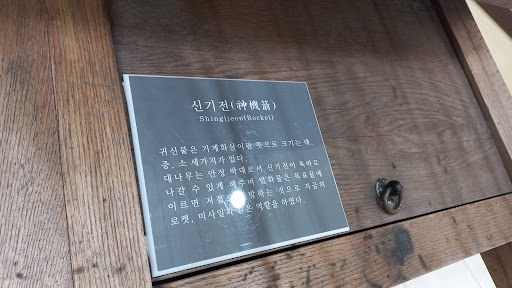 신기전(神機箭)
Shingijeon(Rocket)
귀신붙은 기계화살이란 뜻으로 크기는 대,
중, 소 세가지가 있다.
대나무는 안정 막대로서 신기전이 똑바로
나갈 수 있게 해주며 발화통은 목표물에
이르면 저절로 폭발하는 것으로 지금의
로켓, 미사일과 같은 역할을 하였다.